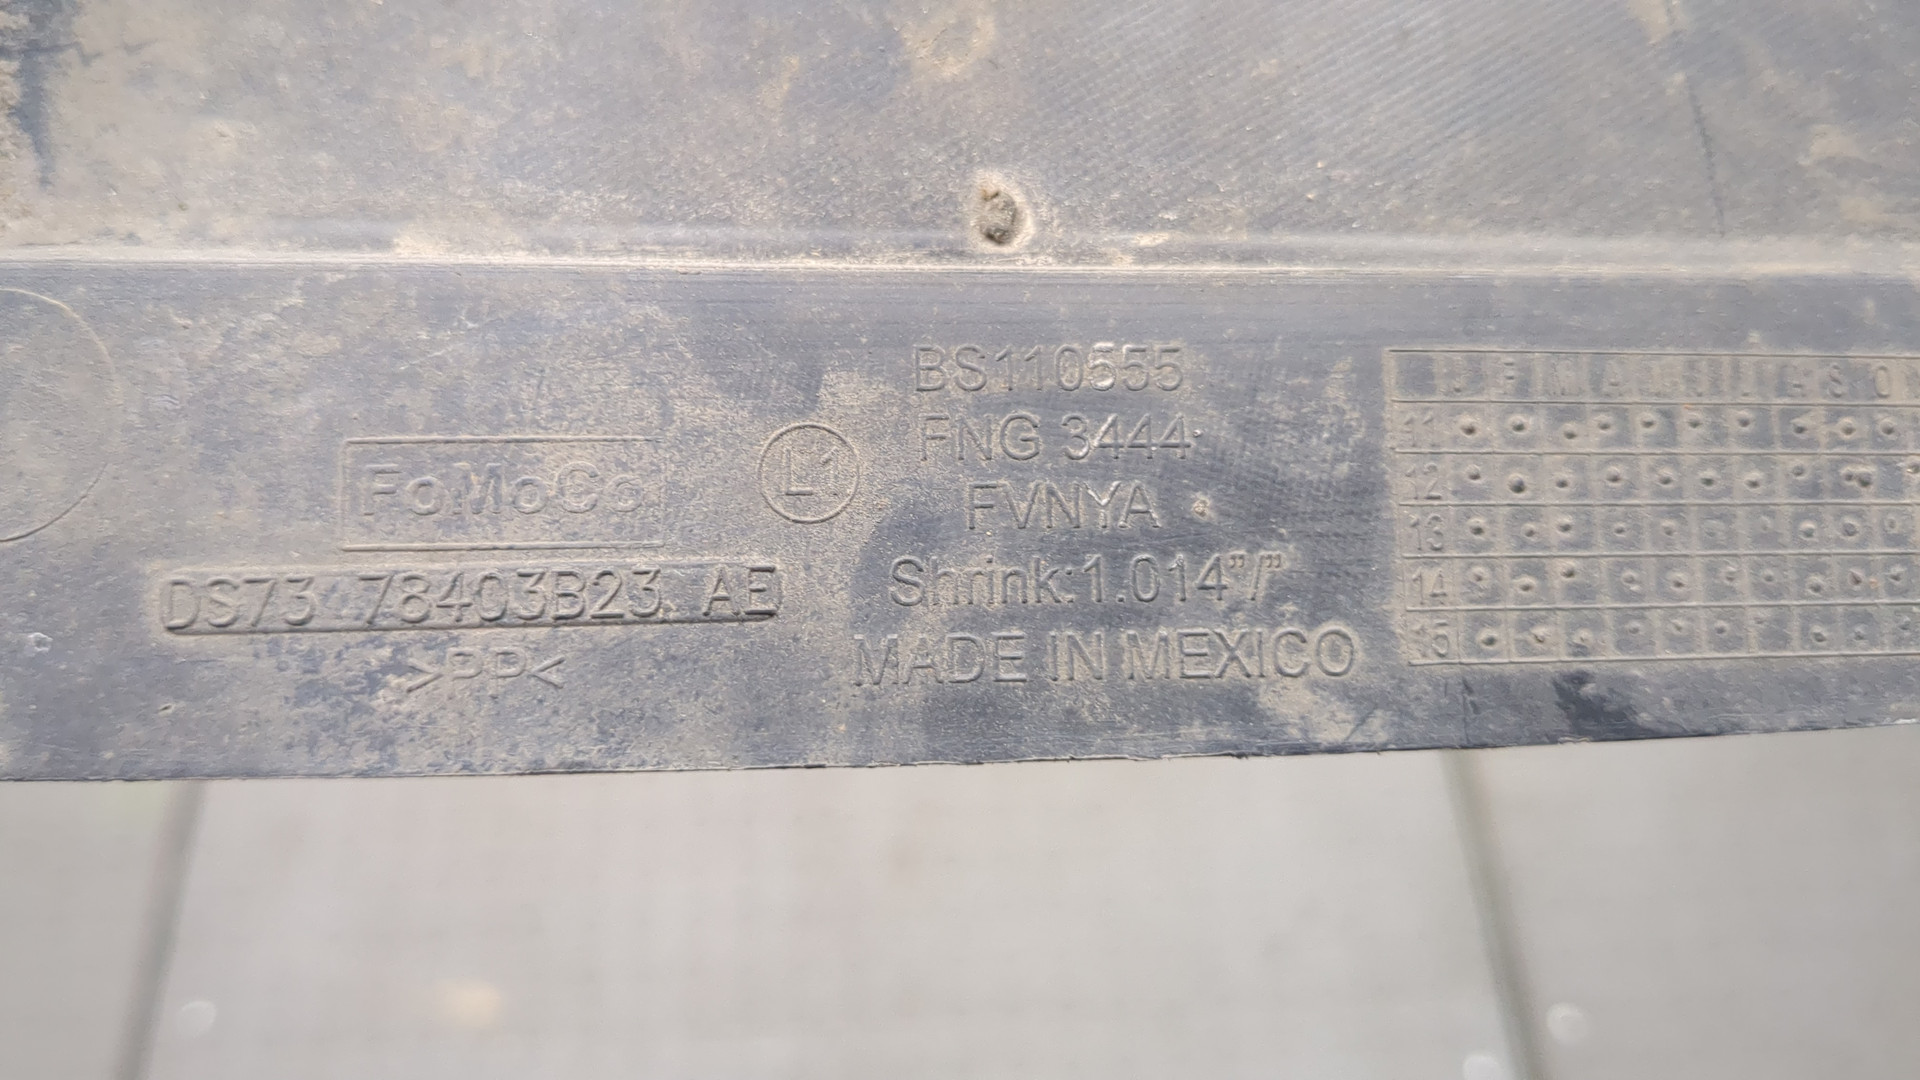 FoMoCo
L1
DS73 78403B23 AE
>PP<
BS110555
FNG 3444
FVNYA
Shrink:1.014"/"
MADE IN MEXICO
J F M A M J J A S O
11
12
13
14
15